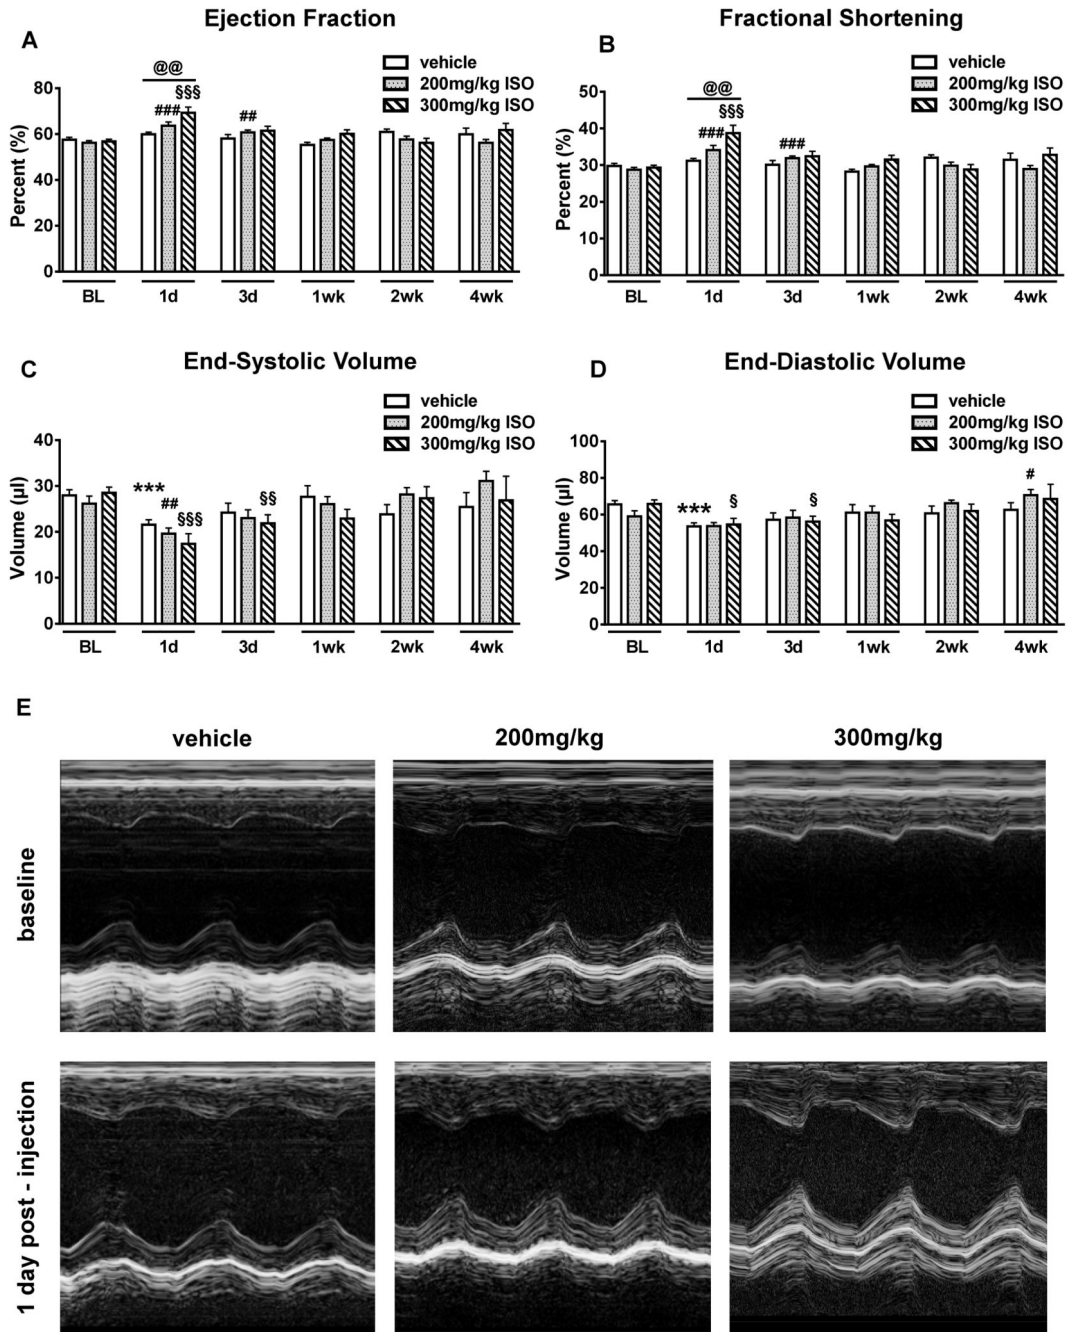 Ejection Fraction
A
vehicle
200mg/kg ISO
300mg/kg ISO
@@
§§§
###
##
Percent (%)
80
60
40
20
0
BL 1d 3d 1wk 2wk 4wk
Fractional Shortening
B
vehicle
200mg/kg ISO
300mg/kg ISO
@@
§§§
###
###
Percent (%)
50
40
30
20
10
0
BL 1d 3d 1wk 2wk 4wk
End-Systolic Volume
C
vehicle
200mg/kg ISO
300mg/kg ISO
***
##
§§§
§§
Volume (µl)
40
30
20
10
0
BL 1d 3d 1wk 2wk 4wk
End-Diastolic Volume
D
vehicle
200mg/kg ISO
300mg/kg ISO
***
§
§
#
Volume (µl)
100
80
60
40
20
0
BL 1d 3d 1wk 2wk 4wk
E
vehicle 200mg/kg 300mg/kg
baseline
1 day post - injection